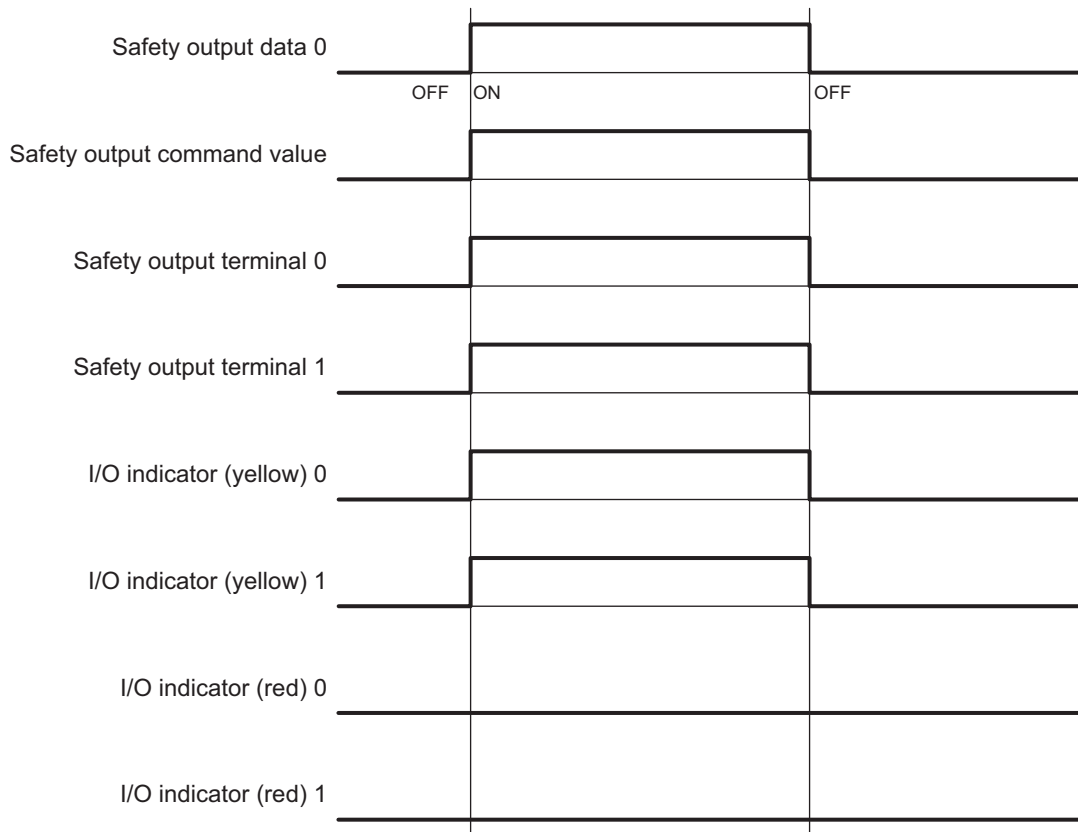 Safety output data 0
OFF ON OFF
Safety output command value
Safety output terminal 0
Safety output terminal 1
I/O indicator (yellow) 0
I/O indicator (yellow) 1
I/O indicator (red) 0
I/O indicator (red) 1